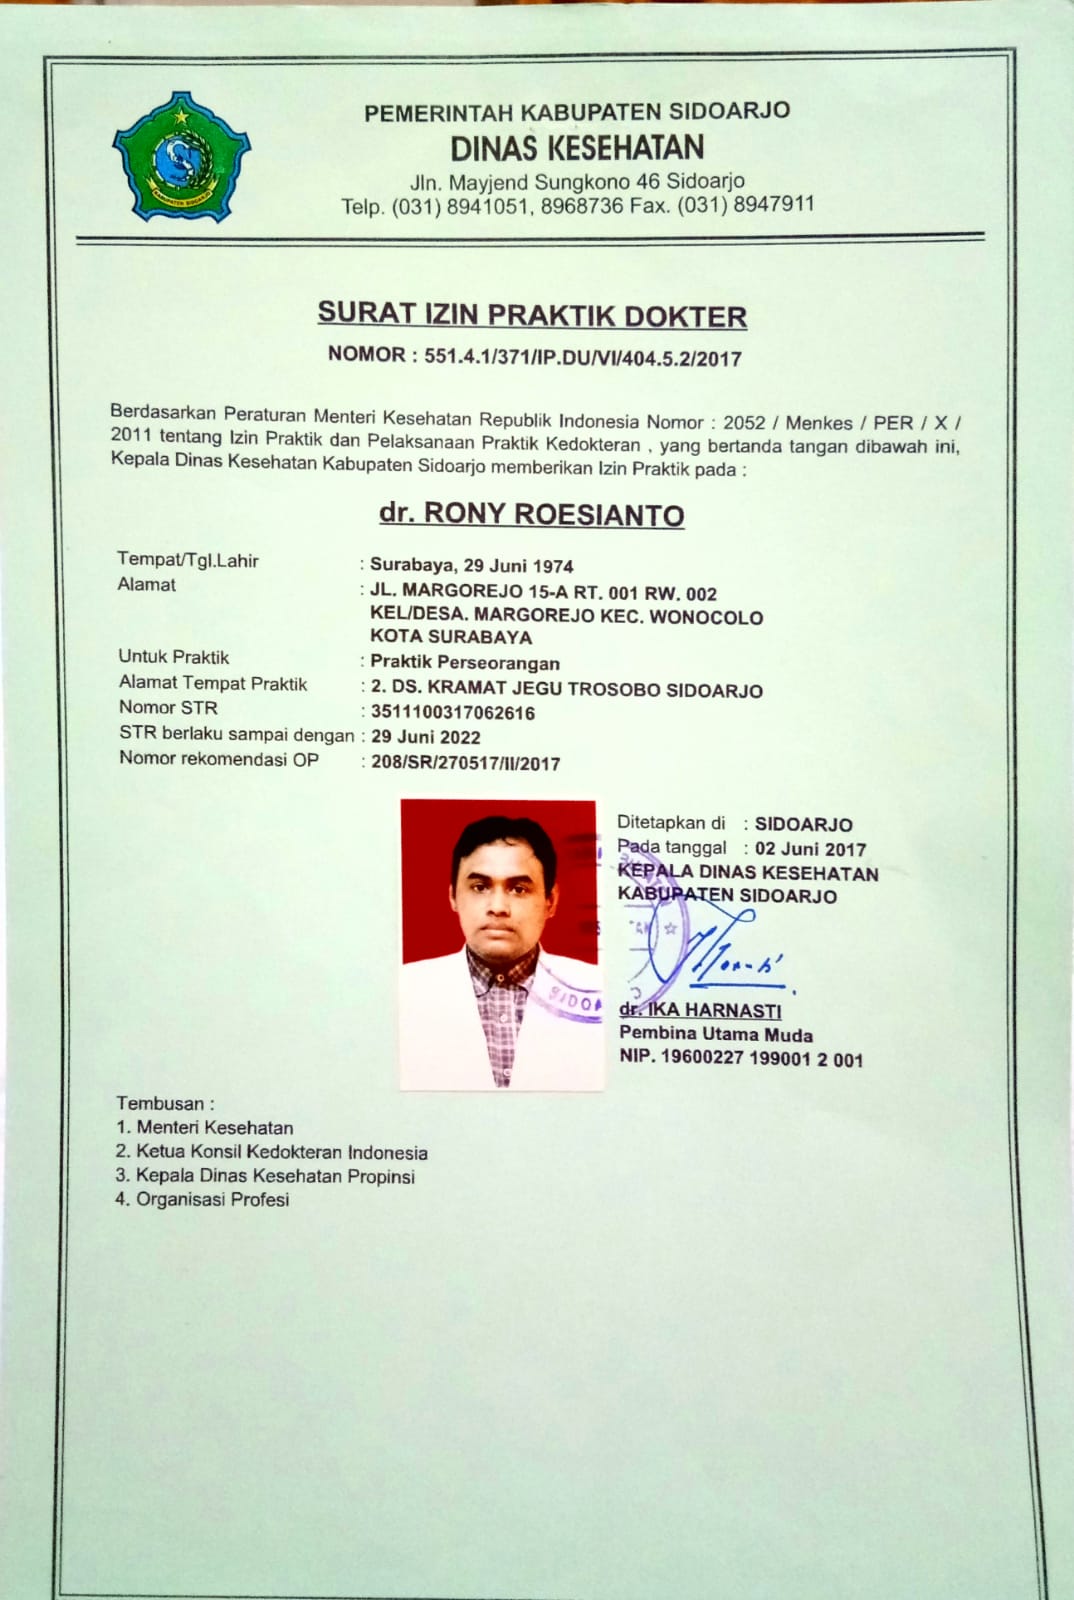 PEMERINTAH KABUPATEN SIDOARJO
DINAS KESEHATAN
Jln. Mayjend Sungkono 46 Sidoarjo
Telp. (031) 8941051, 8968736 Fax. (031) 8947911
KABUPATEN SIDOARJO
SURAT IZIN PRAKTIK DOKTER
NOMOR : 551.4.1/371/IP.DU/VI/404.5.2/2017
Berdasarkan Peraturan Menteri Kesehatan Republik Indonesia Nomor : 2052 / Menkes / PER / X /
2011 tentang Izin Praktik dan Pelaksanaan Praktik Kedokteran , yang bertanda tangan dibawah ini,
Kepala Dinas Kesehatan Kabupaten Sidoarjo memberikan Izin Praktik pada :
dr. RONY ROESIANTO
Tempat/Tgl.Lahir : Surabaya, 29 Juni 1974
Alamat : JL. MARGOREJO 15-A RT. 001 RW. 002
KEL/DESA. MARGOREJO KEC. WONOCOLO
KOTA SURABAYA
Untuk Praktik : Praktik Perseorangan
Alamat Tempat Praktik : 2. DS. KRAMAT JEGU TROSOBO SIDOARJO
Nomor STR : 3511100317062616
STR berlaku sampai dengan : 29 Juni 2022
Nomor rekomendasi OP : 208/SR/270517/II/2017
Ditetapkan di : SIDOARJO
Pada tanggal : 02 Juni 2017
KEPALA DINAS KESEHATAN
KABUPATEN SIDOARJO
dr. IKA HARNASTI
Pembina Utama Muda
NIP. 19600227 199001 2 001
Tembusan :
1. Menteri Kesehatan
2. Ketua Konsil Kedokteran Indonesia
3. Kepala Dinas Kesehatan Propinsi
4. Organisasi Profesi